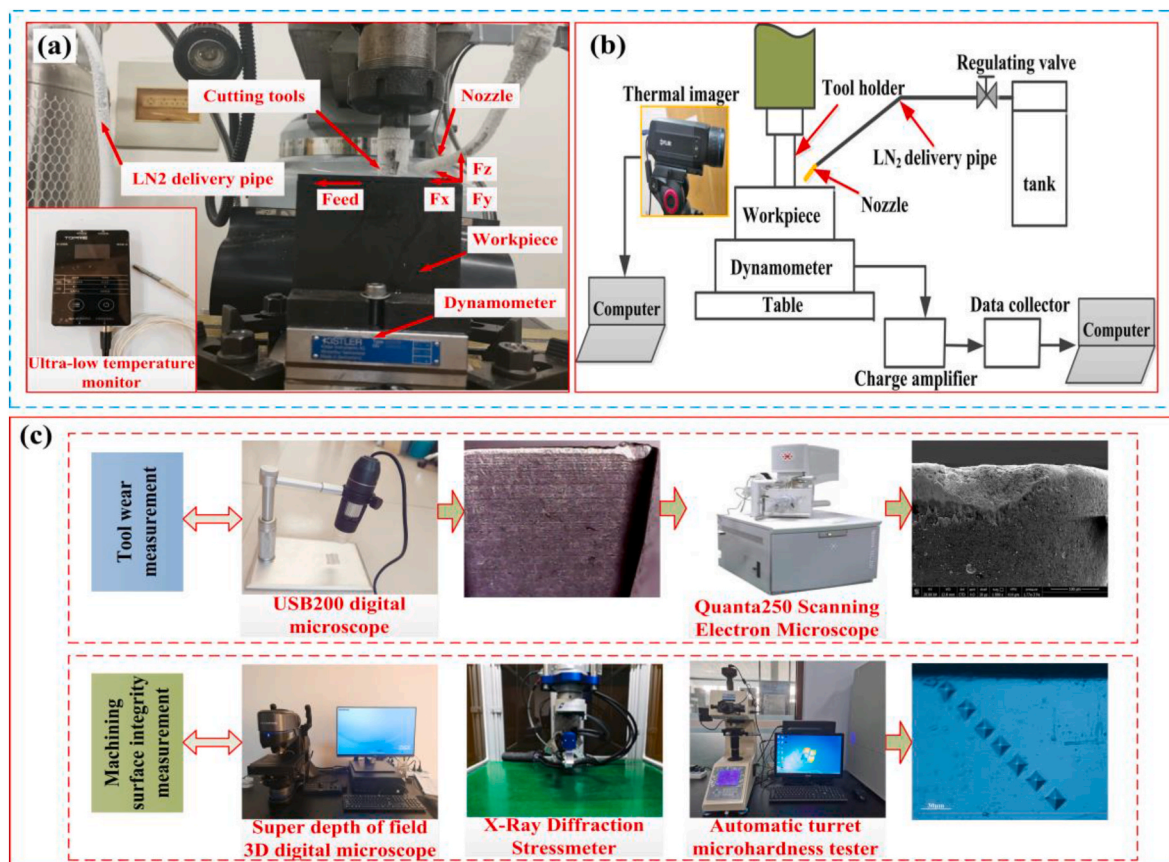 (a)
Cutting tools
Nozzle
LN2 delivery pipe
Fz
Feed
Fx
Fy
Workpiece
Dynamometer
KISTLER
Ultra-low temperature
monitor
(b)
Regulating valve
Tool holder
Thermal imager
LN₂ delivery pipe
tank
Nozzle
Workpiece
Dynamometer
Table
Computer
Data collector
Computer
Charge amplifier
(c)
Tool wear
measurement
USB200 digital
microscope
Quanta250 Scanning
Electron Microscope
Machining
surface integrity
measurement
Super depth of field
3D digital microscope
X-Ray Diffraction
Stressmeter
Automatic turret
microhardness tester
50μm